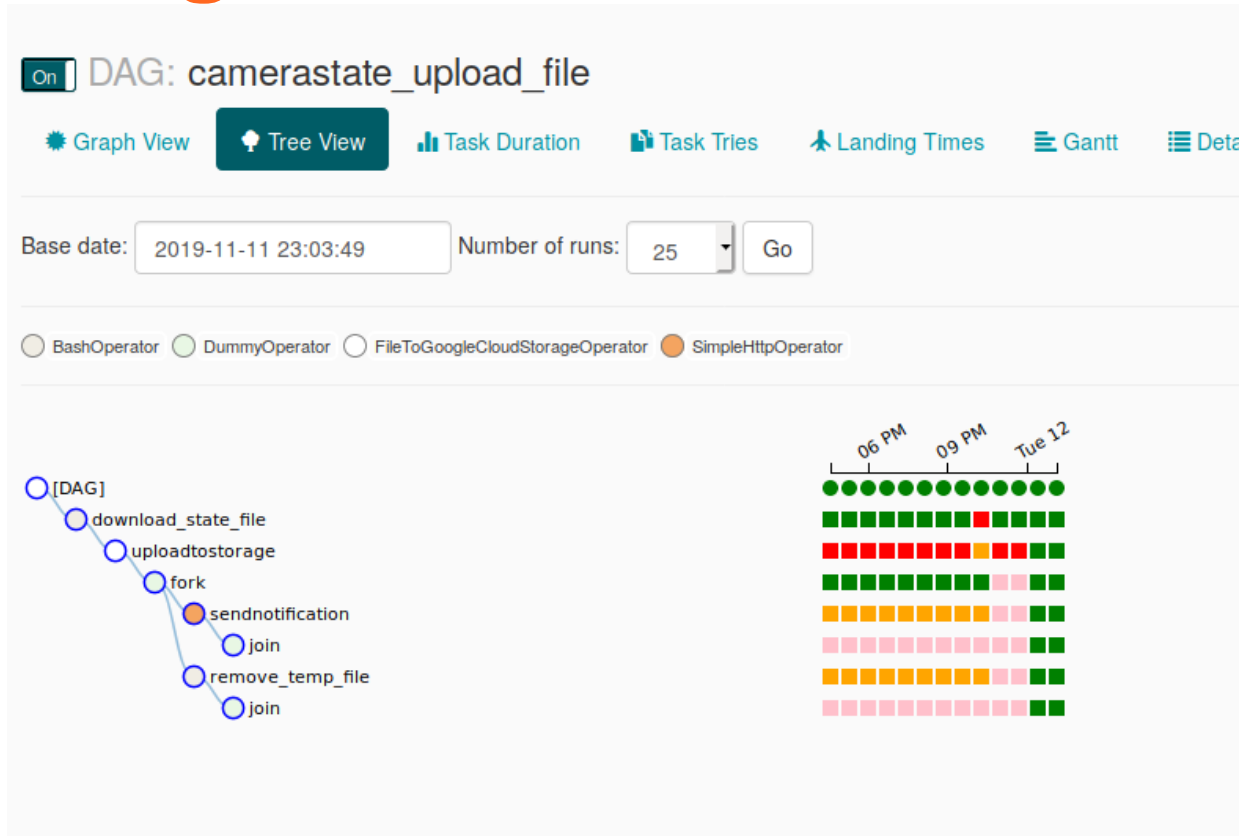 On DAG: camerastate_upload_file
Graph View Tree View Task Duration Task Tries Landing Times Gantt Deta
Base date: 2019-11-11 23:03:49 Number of runs: 25 Go
BashOperator DummyOperator FileToGoogleCloudStorageOperator SimpleHttpOperator
06 PM 09 PM Tue 12
[DAG]
download_state_file
uploadtostorage
fork
sendnotification
join
remove_temp_file
join